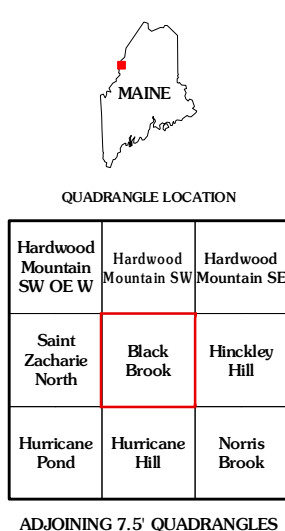 MAINE
QUADRANGLE LOCATION
Hardwood
Mountain
SW OE W
Hardwood
Mountain SW
Hardwood
Mountain SE
Saint
Zacharie
North
Black
Brook
Hinckley
Hill
Hurricane
Pond
Hurricane
Hill
Norris
Brook
ADJOINING 7.5' QUADRANGLES